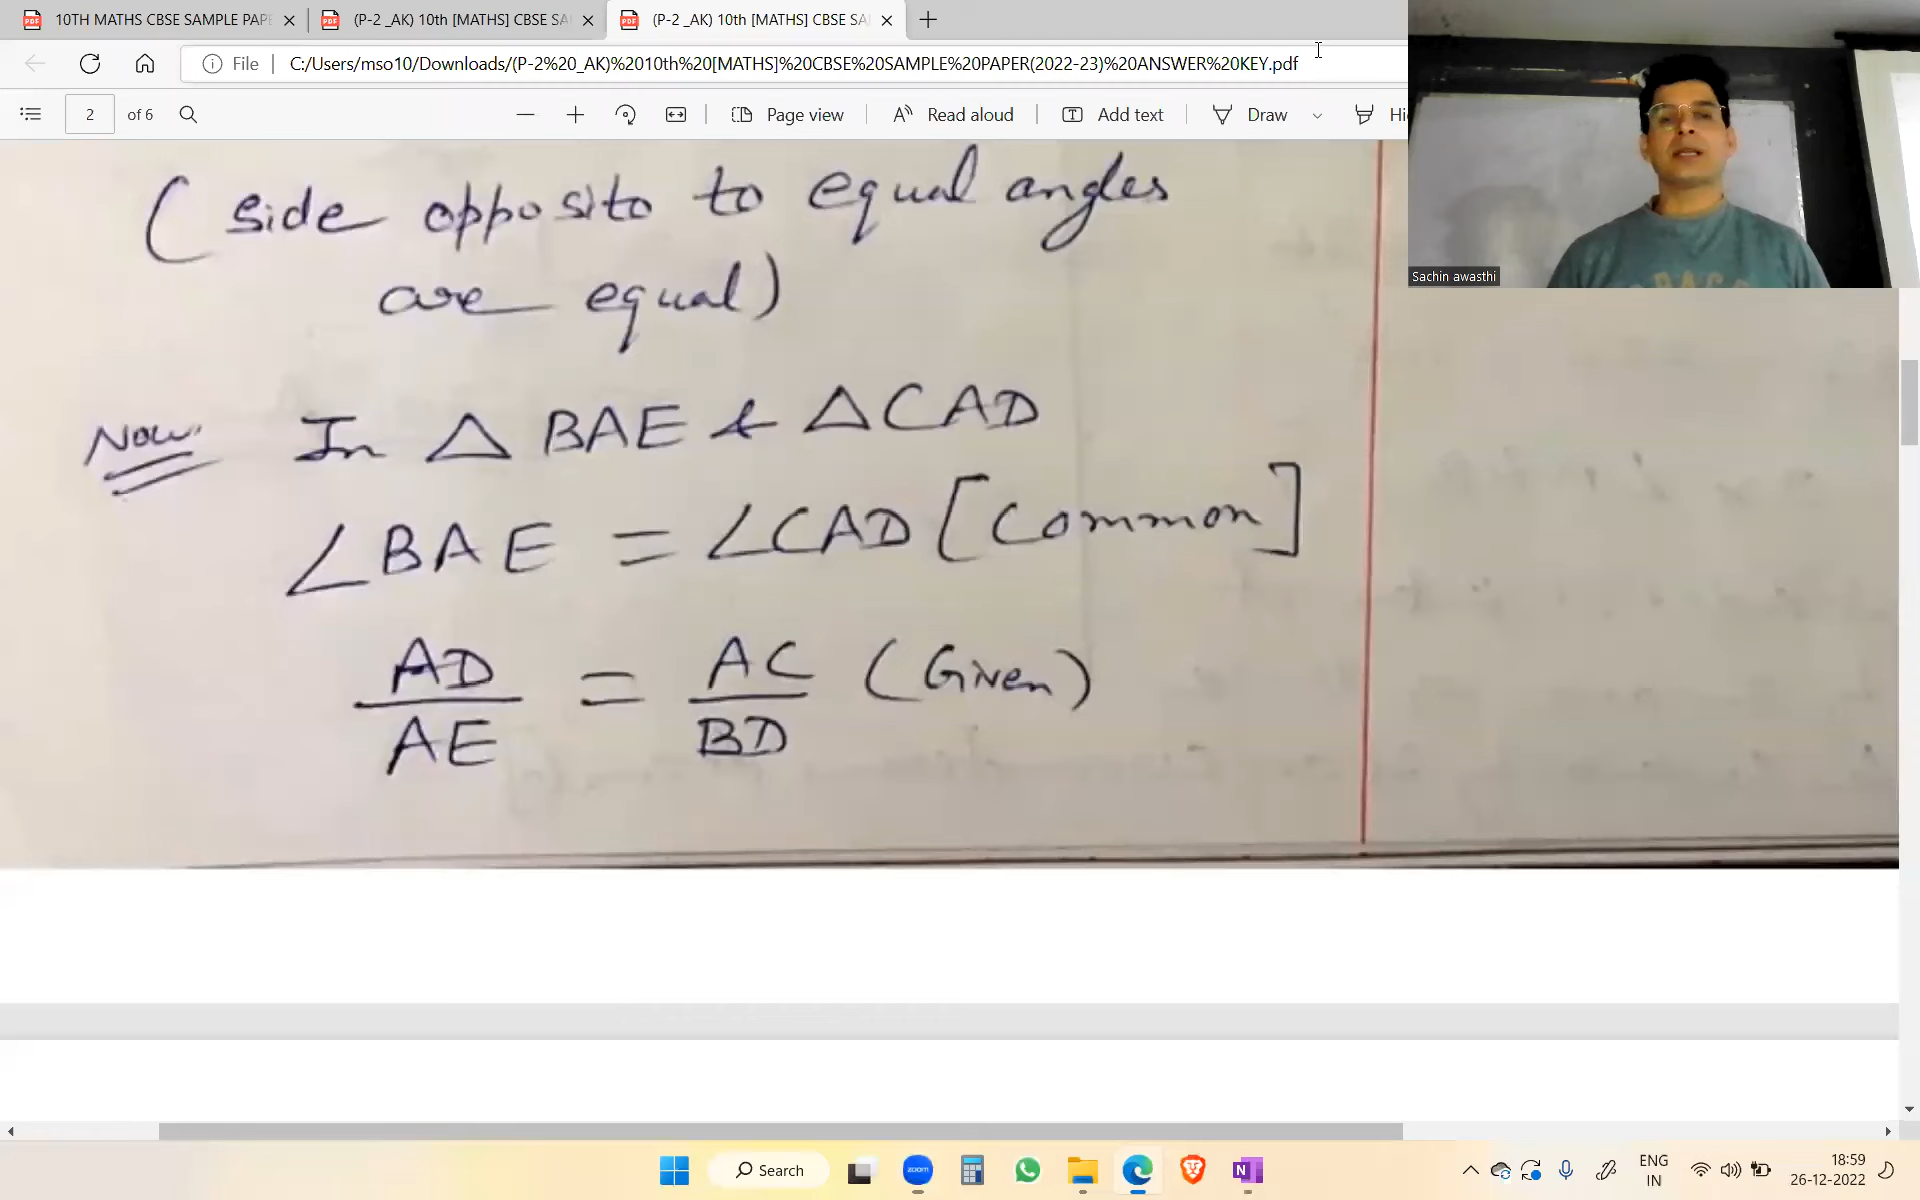 10TH MATHS CBSE SAMPLE PAPE
(P-2 _AK) 10th [MATHS] CBSE SA
(P-2 _AK) 10th [MATHS] CBSE SA
File
C:/Users/mso10/Downloads/(P-2%20_AK)%2010th%20[MATHS]%20CBSE%20SAMPLE%20PAPER(2022-23)%20ANSWER%20KEY.pdf
2 of 6
Page view
Read aloud
Add text
Draw
Hi
Sachin awasthi
( side opposite to equal angles
are equal)
Now. In △ BAE & △CAD
∠BAE = ∠CAD [Common]
AD/AE = AC/BD (Given)
Search
zoom
ENG
IN
18:59
26-12-2022